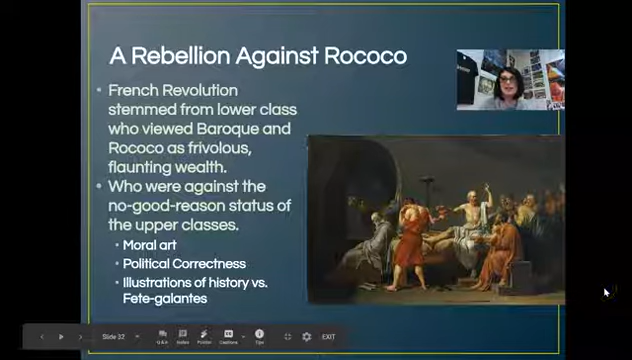 A Rebellion Against Rococo
French Revolution
stemmed from lower class
who viewed Baroque and
Rococo as frivolous,
flaunting wealth.
Who were against the
no-good-reason status of
the upper classes.
Moral art
Political Correctness
Illustrations of history vs.
Fete-galantes
Slide 32
Q&A
Notes
Pointer
Captions
Tips
EXIT